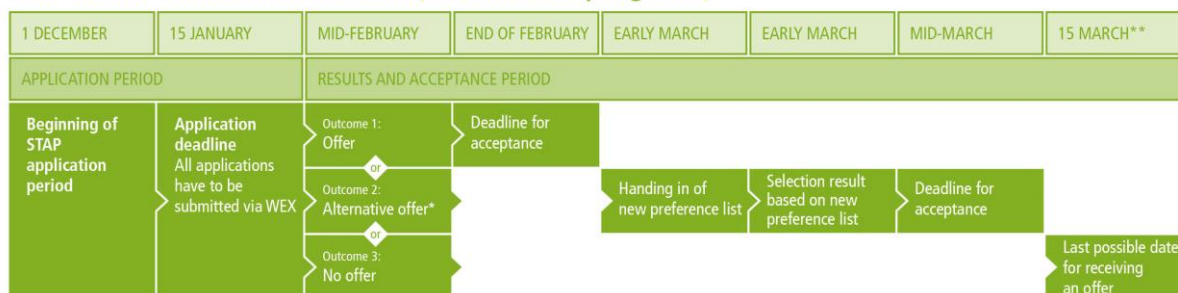 1 DECEMBER
15 JANUARY
MID-FEBRUARY
END OF FEBRUARY
EARLY MARCH
EARLY MARCH
MID-MARCH
15 MARCH**
APPLICATION PERIOD
RESULTS AND ACCEPTANCE PERIOD
Beginning of
STAP
application
period
Application
deadline
All applications
have to be
submitted via WEX
Outcome 1:
Offer
or
Outcome 2:
Alternative offer*
or
Outcome 3:
No offer
Deadline for
acceptance
Handing in of
new preference list
Selection result
based on new
preference list
Deadline for
acceptance
Last possible date
for receiving
an offer